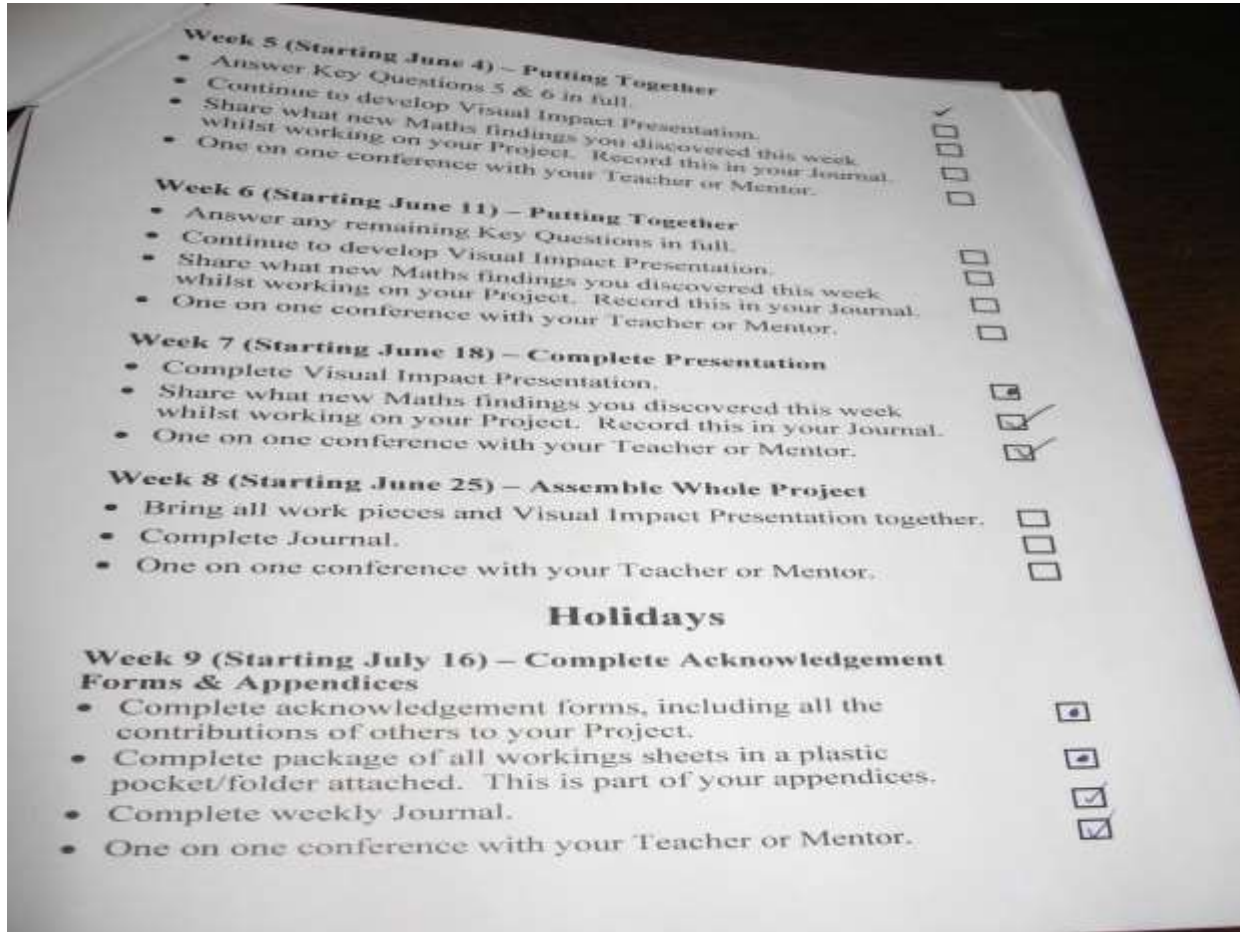 Week 5 (Starting June 4) – Putting Together
• Answer Key Questions 5 & 6 in full.
• Continue to develop Visual Impact Presentation.
• Share what new Maths findings you discovered this week
whilst working on your Project. Record this in your Journal.
• One on one conference with your Teacher or Mentor.
Week 6 (Starting June 11) – Putting Together
• Answer any remaining Key Questions in full.
• Continue to develop Visual Impact Presentation.
• Share what new Maths findings you discovered this week
whilst working on your Project. Record this in your Journal.
• One on one conference with your Teacher or Mentor.
Week 7 (Starting June 18) – Complete Presentation
• Complete Visual Impact Presentation.
• Share what new Maths findings you discovered this week
whilst working on your Project. Record this in your Journal.
• One on one conference with your Teacher or Mentor.
Week 8 (Starting June 25) – Assemble Whole Project
• Bring all work pieces and Visual Impact Presentation together.
• Complete Journal.
• One on one conference with your Teacher or Mentor.
Holidays
Week 9 (Starting July 16) – Complete Acknowledgement
Forms & Appendices
• Complete acknowledgement forms, including all the
contributions of others to your Project.
• Complete package of all workings sheets in a plastic
pocket/folder attached. This is part of your appendices.
• Complete weekly Journal.
• One on one conference with your Teacher or Mentor.